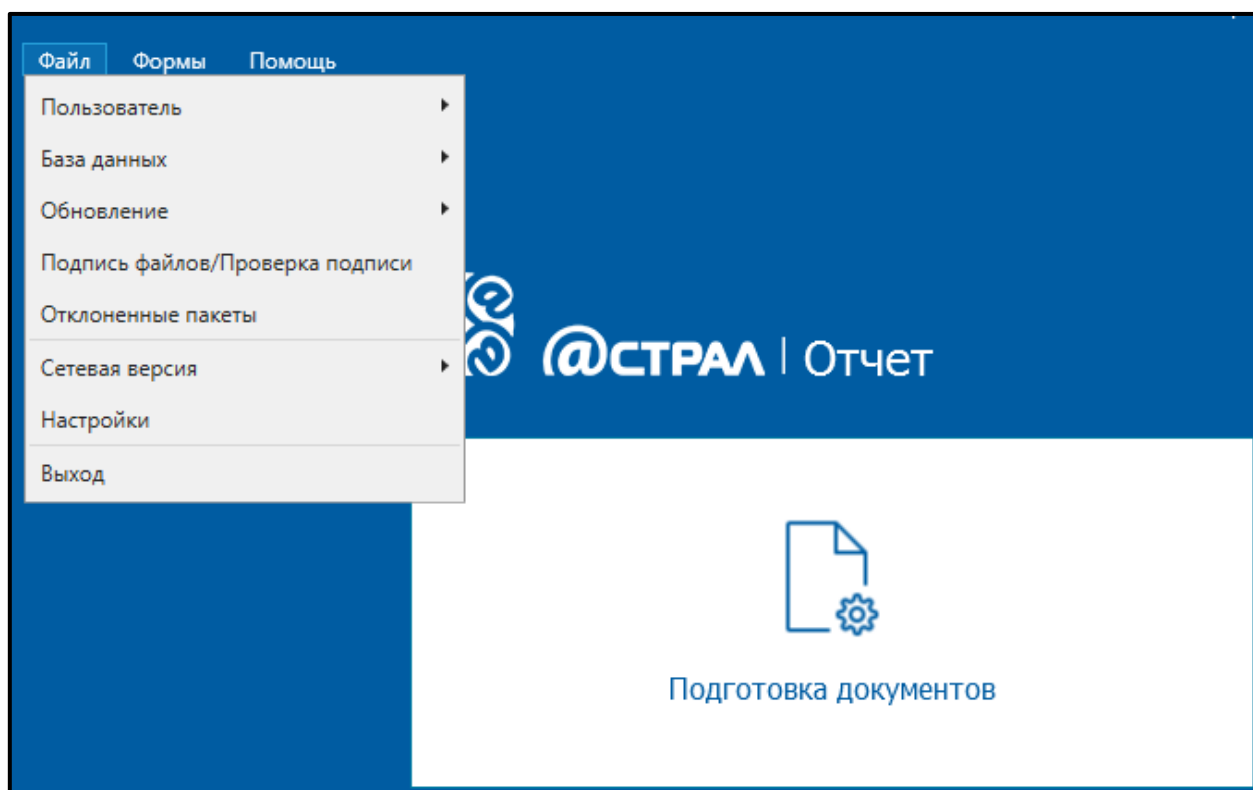 Файл Формы Помощь
Пользователь
База данных
Обновление
Подпись файлов/Проверка подписи
Отклоненные пакеты
Сетевая версия
Настройки
Выход
@СТРАЛ | Отчет
Подготовка документов